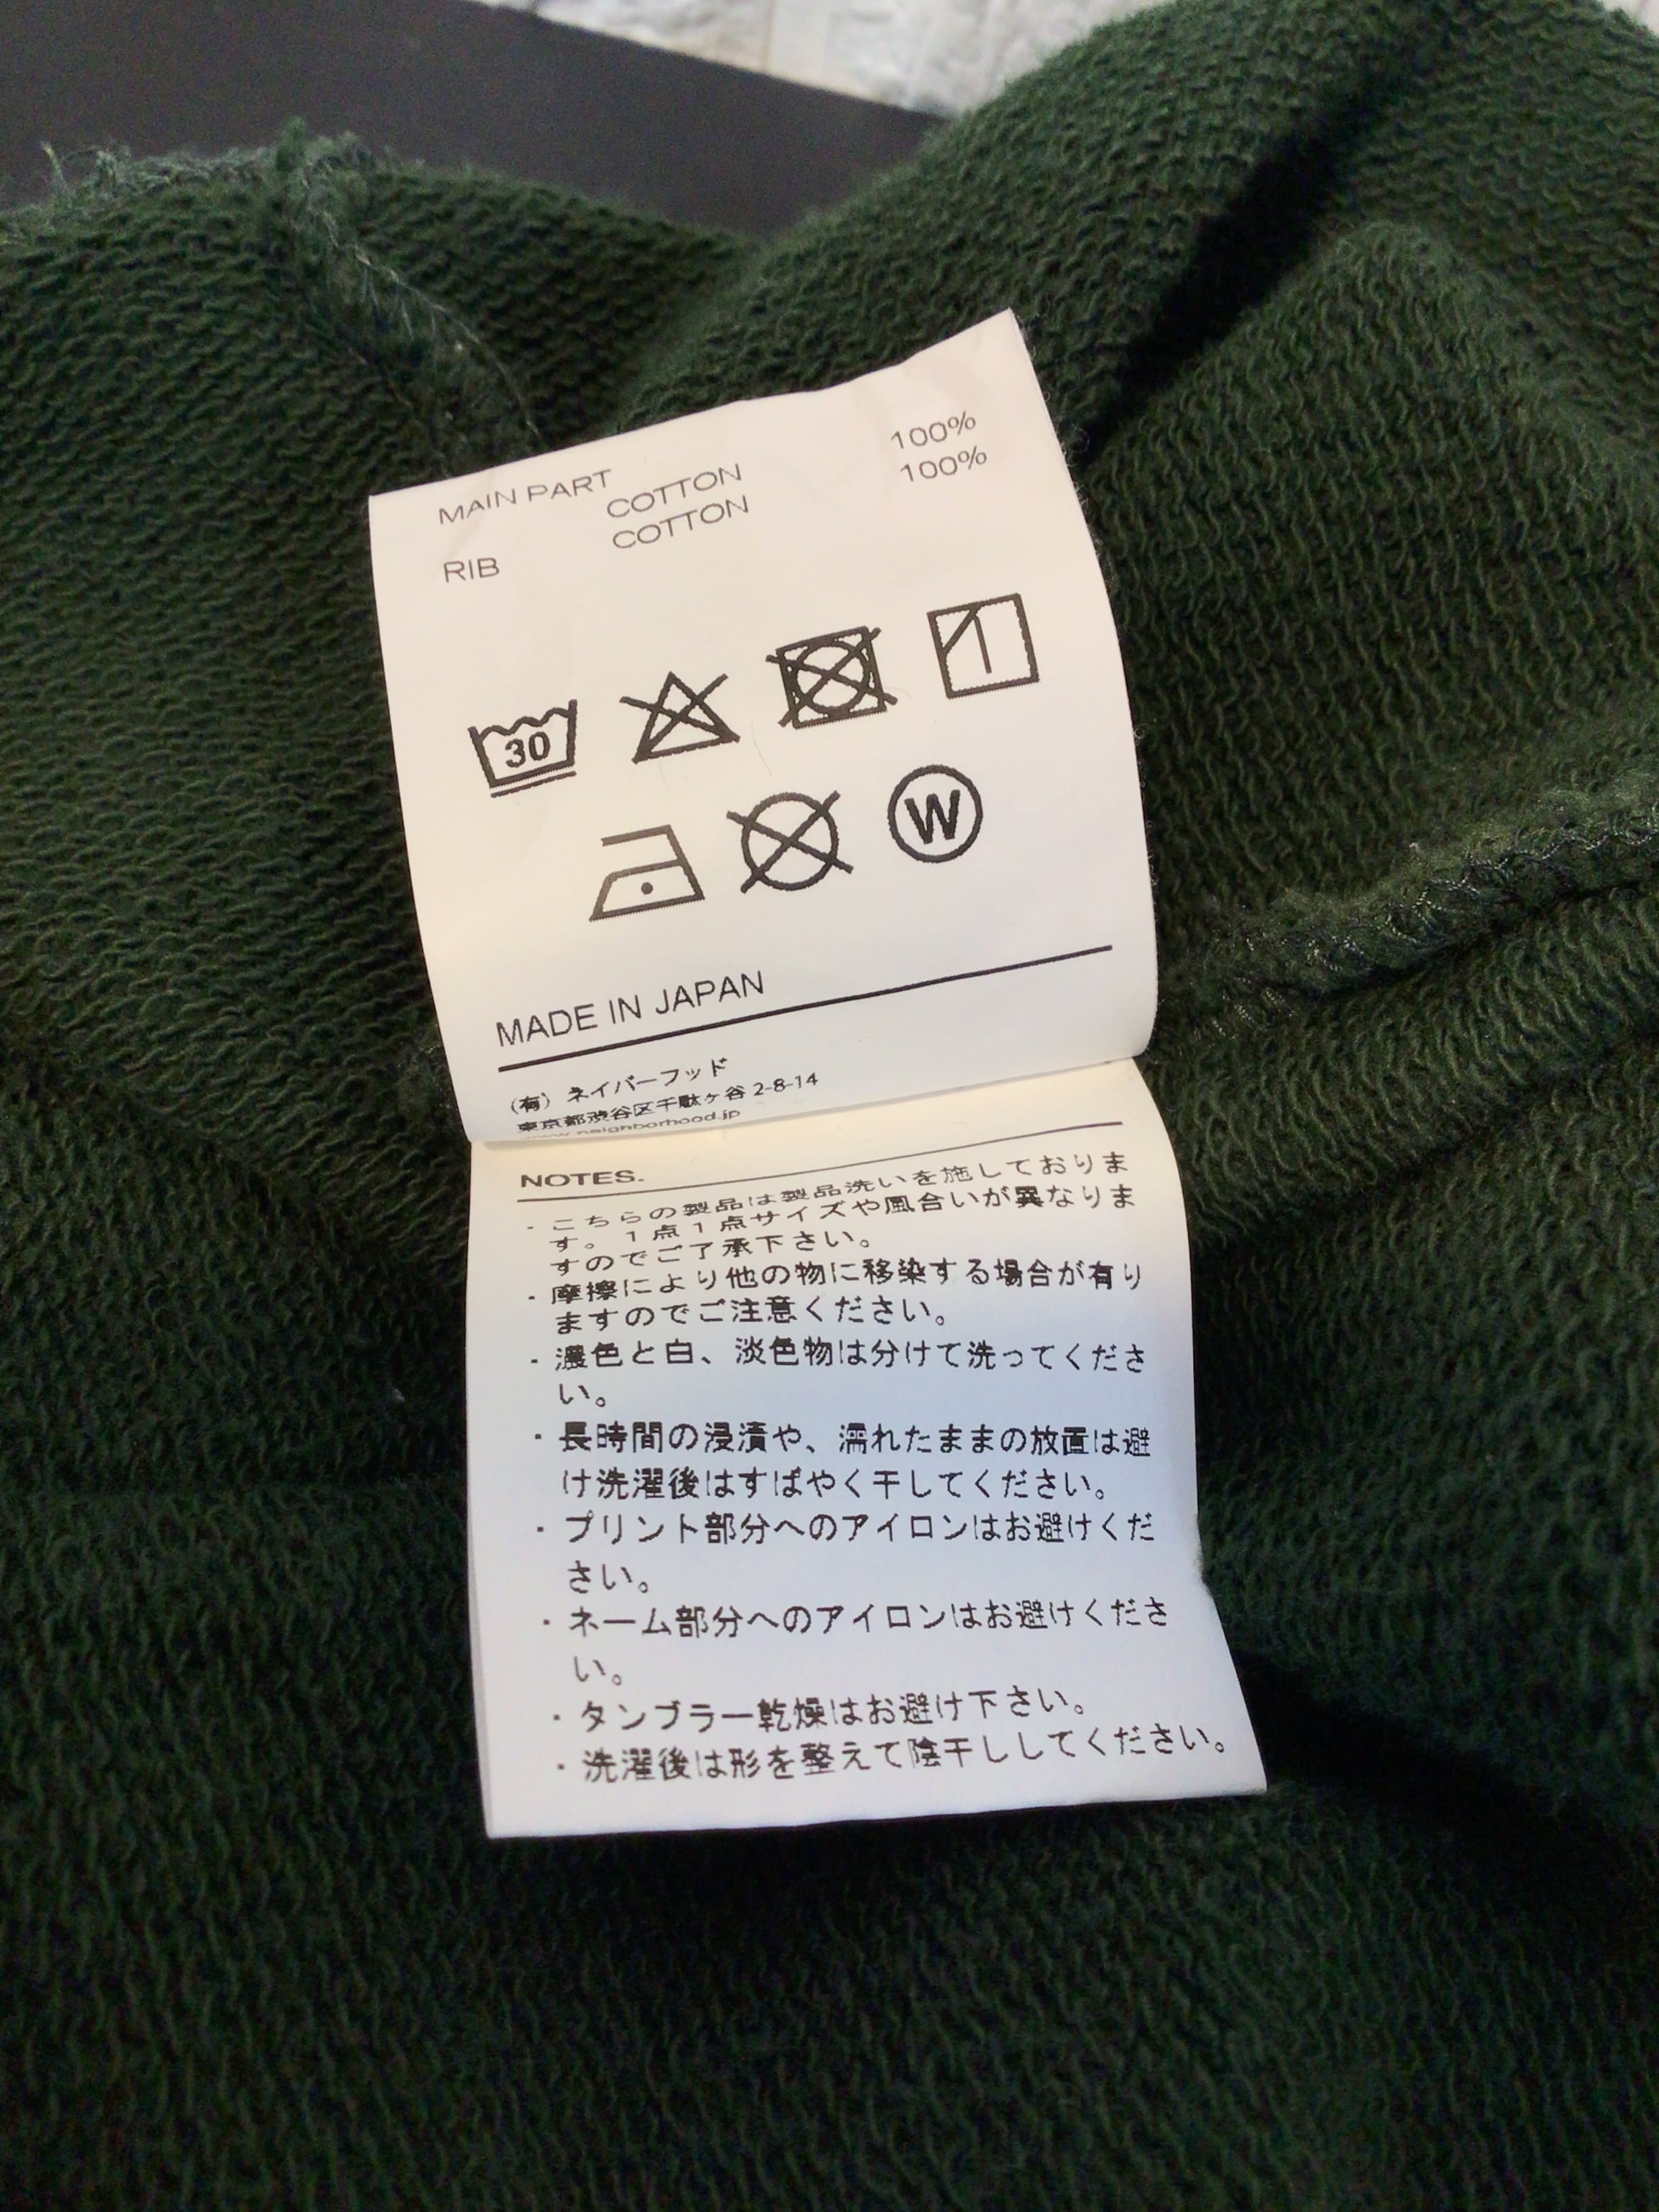 MAIN PART
COTTON 100%
RIB COTTON 100%
30
W
MADE IN JAPAN
(有) ネイバーフッド
東京都渋谷区千駄ヶ谷 2-8-14
www.neighborhood.jp
NOTES.
・こちらの製品は製品洗いを施しておりま
す。1点1点サイズや風合いが異なりま
すのでご了承下さい。
・摩擦により他の物に移染する場合が有り
ますのでご注意ください。
・濃色と白、淡色物は分けて洗ってくださ
い。
・長時間の浸漬や、濡れたままの放置は避
け洗濯後はすばやく干してください。
・プリント部分へのアイロンはお避けくだ
さい。
・ネーム部分へのアイロンはお避けくださ
い。
・タンブラー乾燥はお避け下さい。
・洗濯後は形を整えて陰干ししてください。